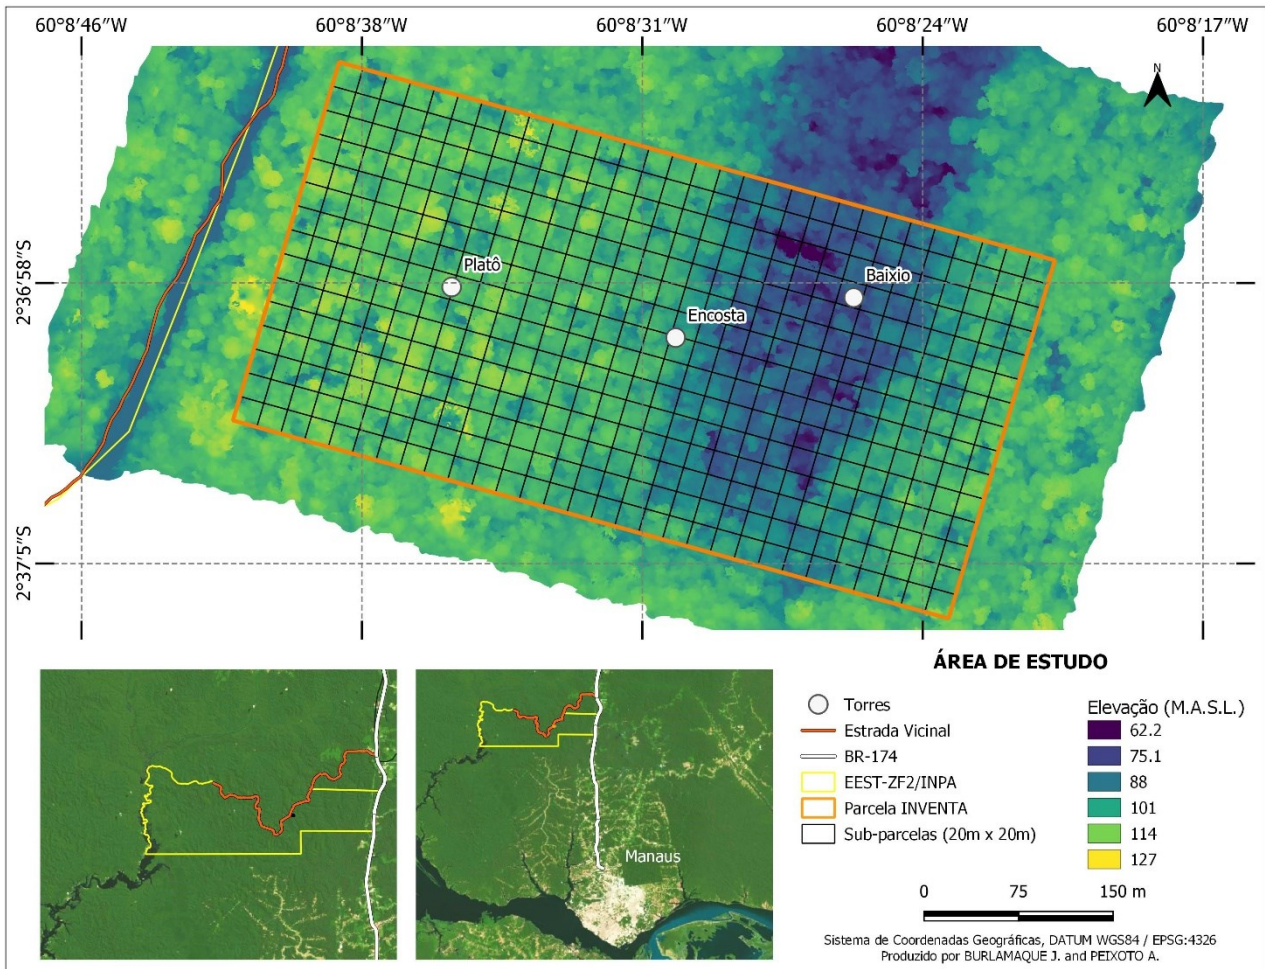 60°8'46"W
60°8'38"W
60°8'31"W
60°8'24"W
60°8'17"W
N
2°36'58"S
2°37'5"S
Platô
Encosta
Baixio
Manaus
ÁREA DE ESTUDO
Torres
Estrada Vicinal
BR-174
EEST-ZF2/INPA
Parcela INVENTA
Sub-parcelas (20m x 20m)
Elevação (M.A.S.L.)
62.2
75.1
88
101
114
127
0 75 150 m
Sistema de Coordenadas Geográficas, DATUM WGS84 / EPSG:4326
Produzido por BURLAMAQUE J. and PEIXOTO A.